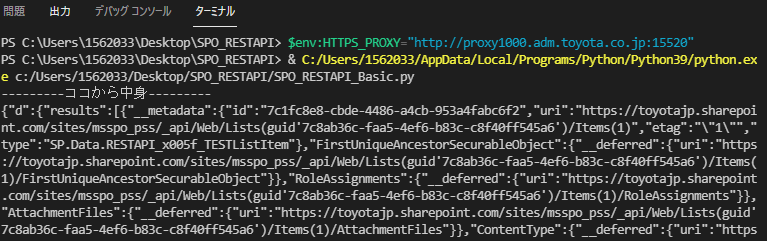 問題 出力 デバッグ コンソール ターミナル
PS C:\Users\1562033\Desktop\SPO_RESTAPI> $env:HTTPS_PROXY="http://proxy1000.adm.toyota.co.jp:15520"
PS C:\Users\1562033\Desktop\SPO_RESTAPI> & C:/Users/1562033/AppData/Local/Programs/Python/Python39/python.ex
e c:/Users/1562033/Desktop/SPO_RESTAPI/SPO_RESTAPI_Basic.py
---------ココから中身---------
{"d":{"results":[{"__metadata":{"id":"7c1fc8e8-cbde-4486-a4cb-953a4fabc6f2","uri":"https://toyotajp.sharepoi
nt.com/sites/msspo_pss/_api/Web/Lists(guid'7c8ab36c-faa5-4ef6-b83c-c8f40ff545a6')/Items(1)","etag":"\"1\"","
type":"SP.Data.RESTAPI_x005f_TESTListItem"},"FirstUniqueAncestorSecurableObject":{"__deferred":{"uri":"https
://toyotajp.sharepoint.com/sites/msspo_pss/_api/Web/Lists(guid'7c8ab36c-faa5-4ef6-b83c-c8f40ff545a6')/Items(
1)/FirstUniqueAncestorSecurableObject"}},"RoleAssignments":{"__deferred":{"uri":"https://toyotajp.sharepoint
.com/sites/msspo_pss/_api/Web/Lists(guid'7c8ab36c-faa5-4ef6-b83c-c8f40ff545a6')/Items(1)/RoleAssignments"}},
"AttachmentFiles":{"__deferred":{"uri":"https://toyotajp.sharepoint.com/sites/msspo_pss/_api/Web/Lists(guid'
7c8ab36c-faa5-4ef6-b83c-c8f40ff545a6')/Items(1)/AttachmentFiles"}},"ContentType":{"__deferred":{"uri":"https